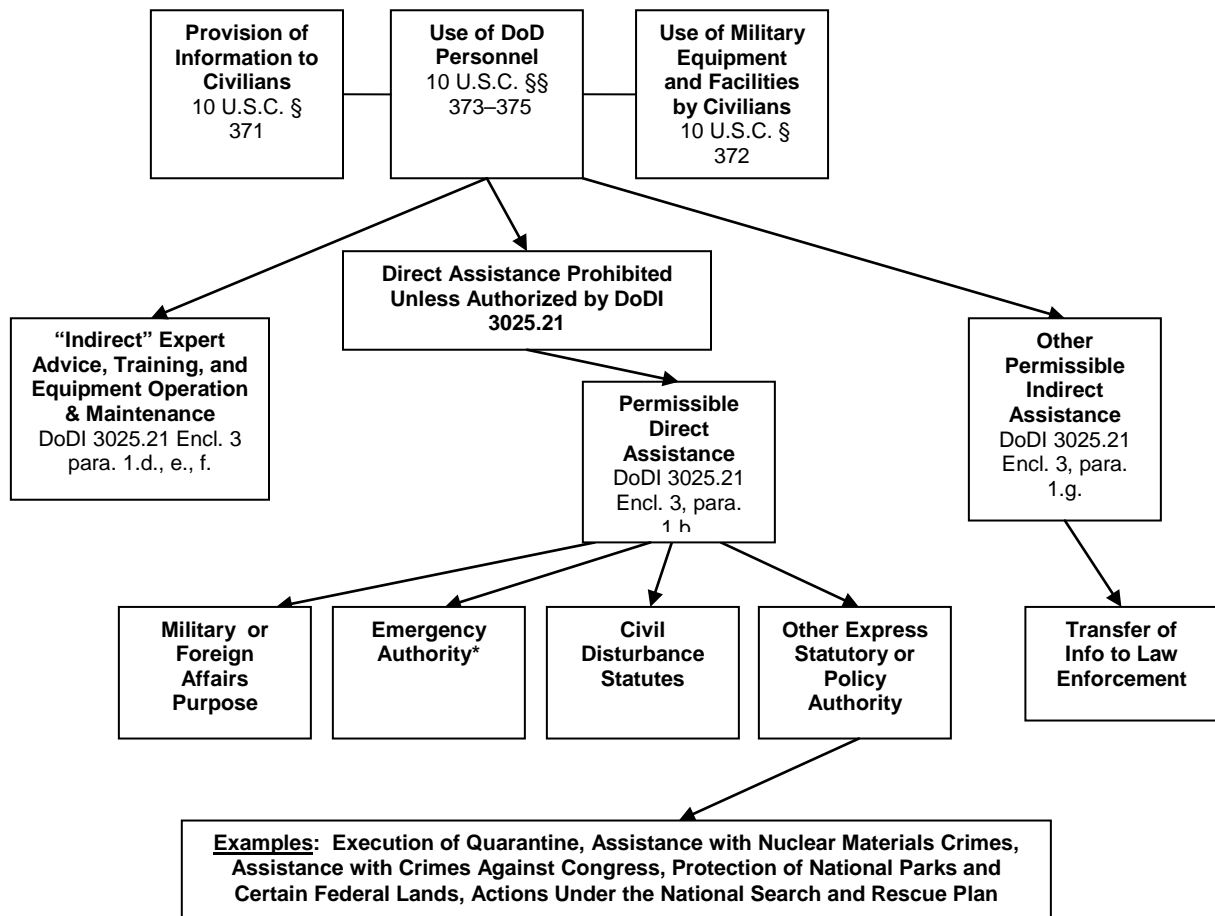 Provision of
Information to
Civilians
10 U.S.C. §
371
Use of DoD
Personnel
10 U.S.C. §§
373–375
Use of Military
Equipment
and Facilities
by Civilians
10 U.S.C. §
372
Direct Assistance Prohibited
Unless Authorized by DoDI
3025.21
“Indirect” Expert
Advice, Training, and
Equipment Operation
& Maintenance
DoDI 3025.21 Encl. 3
para. 1.d., e., f.
Permissible
Direct
Assistance
DoDI 3025.21
Encl. 3, para.
1.b
Other
Permissible
Indirect
Assistance
DoDI 3025.21
Encl. 3, para.
1.g.
Military or
Foreign
Affairs
Purpose
Emergency
Authority*
Civil
Disturbance
Statutes
Other Express
Statutory or
Policy
Authority
Transfer of
Info to Law
Enforcement
Examples: Execution of Quarantine, Assistance with Nuclear Materials Crimes,
Assistance with Crimes Against Congress, Protection of National Parks and
Certain Federal Lands, Actions Under the National Search and Rescue Plan